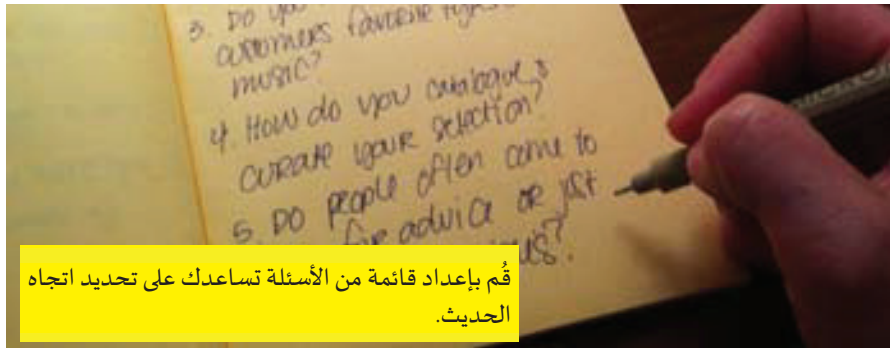 3. Do you
customers favorite
music?
4. How do you catalogue &
curate your selection?
5. Do people often come to
for advice or just
قُم بإعداد قائمة من الأسئلة تساعدك على تحديد اتجاه
الحديث.